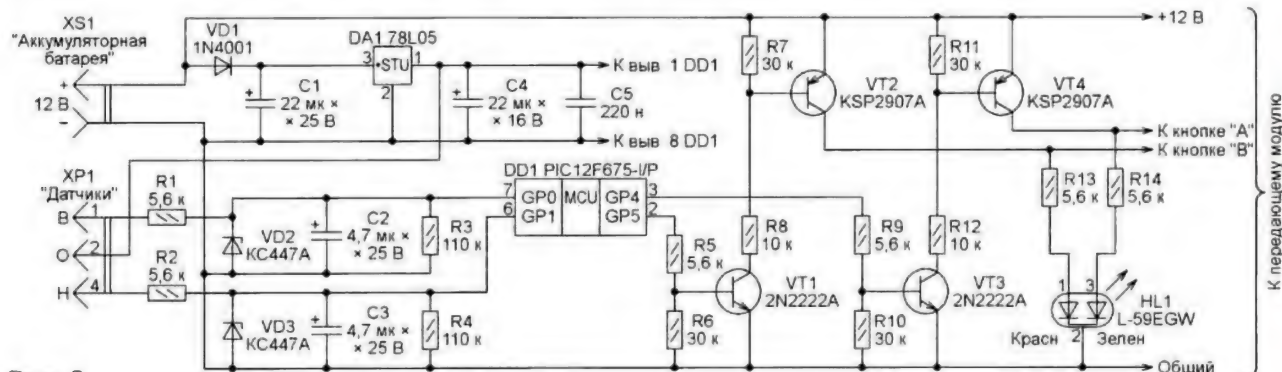 XS1
"Аккумуляторная
батарея"
+
12 В
−
VD1
1N4001
DA1 78L05
3
*STU
1
2
+
C1
22 мк ×
× 25 В
+
C4
22 мк ×
× 16 В
C5
220 н
К выв 1 DD1
К выв 8 DD1
R7
30 к
VT2
KSP2907A
R11
30 к
VT4
KSP2907A
+12 В
К кнопке "А"
К кнопке "В"
XP1
"Датчики"
В
1
О
2
Н
4
R1
5,6 к
R2
5,6 к
VD2
КС447А
+
C2
4,7 мк ×
× 25 В
R3
110 к
VD3
КС447А
+
C3
4,7 мк ×
× 25 В
R4
110 к
DD1 PIC12F675-I/P
7
GP0
MCU
GP4
3
6
GP1
GP5
2
R5
5,6 к
R6
30 к
R8
10 к
VT1
2N2222A
R9
5,6 к
R10
30 к
R12
10 к
VT3
2N2222A
R13
5,6 к
R14
5,6 к
1
3
HL1
L-59EGW
Красн
2
Зелен
Общий
К передающему модулю